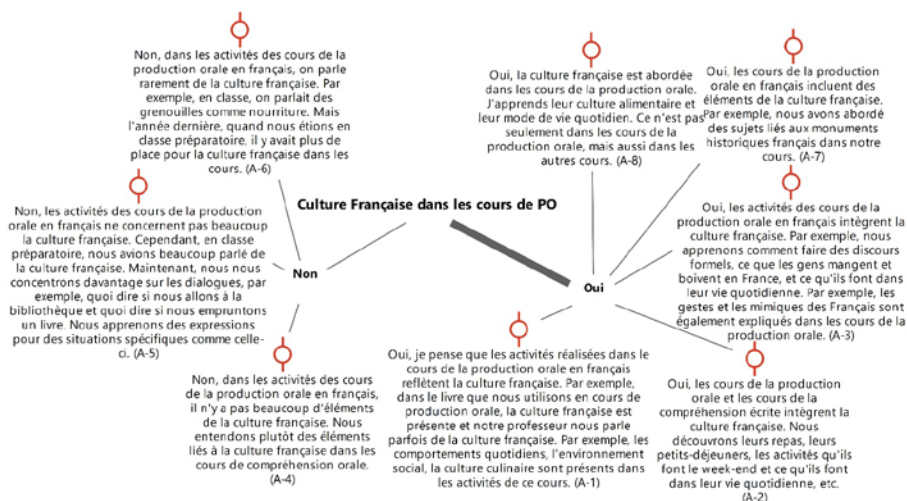 Non, dans les activités des cours de la
production orale en français, on parle
rarement de la culture française. Par
exemple, en classe, on parlait des
grenouilles comme nourriture. Mais
l'année dernière, quand nous étions en
classe préparatoire, il y avait plus de
place pour la culture française dans les
cours. (A-6)
Oui, la culture française est abordée
dans les cours de la production orale.
J'apprends leur culture alimentaire et
leur mode de vie quotidien. Ce n'est pas
seulement dans les cours de la
production orale, mais aussi dans les
autres cours. (A-8)
Oui, les cours de la production
orale en français incluent des
éléments de la culture française.
Par exemple, nous avons abordé
des sujets liés aux monuments
historiques français dans notre
cours. (A-7)
Culture Française dans les cours de PO
Non, les activités des cours de la production
orale en français ne concernent pas beaucoup
la culture française. Cependant, en classe
préparatoire, nous avions beaucoup parlé de
la culture française. Maintenant, nous nous
concentrons davantage sur les dialogues, par
exemple, quoi dire si nous allons à la
bibliothèque et quoi dire si nous empruntons
un livre. Nous apprenons des expressions
pour des situations spécifiques comme celle-
ci. (A-5)
Non
Oui
Oui, les activités des cours de la
production orale en français intègrent la
culture française. Par exemple, nous
apprenons comment faire des discours
formels, ce que les gens mangent et
boivent en France, et ce qu'ils font dans
leur vie quotidienne. Par exemple, les
gestes et les mimiques des Français sont
également expliqués dans les cours de la
production orale. (A-3)
Non, dans les activités des cours
de la production orale en français,
il n'y a pas beaucoup d'éléments
de la culture française. Nous
entendons plutôt des éléments
liés à la culture française dans les
cours de compréhension orale.
(A-4)
Oui, je pense que les activités réalisées dans le
cours de la production orale en français
reflètent la culture française. Par exemple,
dans le livre que nous utilisons en cours de
production orale, la culture française est
présente et notre professeur nous parle
parfois de la culture française. Par exemple, les
comportements quotidiens, l'environnement
social, la culture culinaire sont présents dans
les activités de ce cours. (A-1)
Oui, les cours de la production
orale et les cours de la
compréhension écrite intègrent la
culture française. Nous
découvrons leurs repas, leurs
petits-déjeuners, les activités qu'ils
font le week-end et ce qu'ils font
dans leur vie quotidienne, etc.
(A-2)